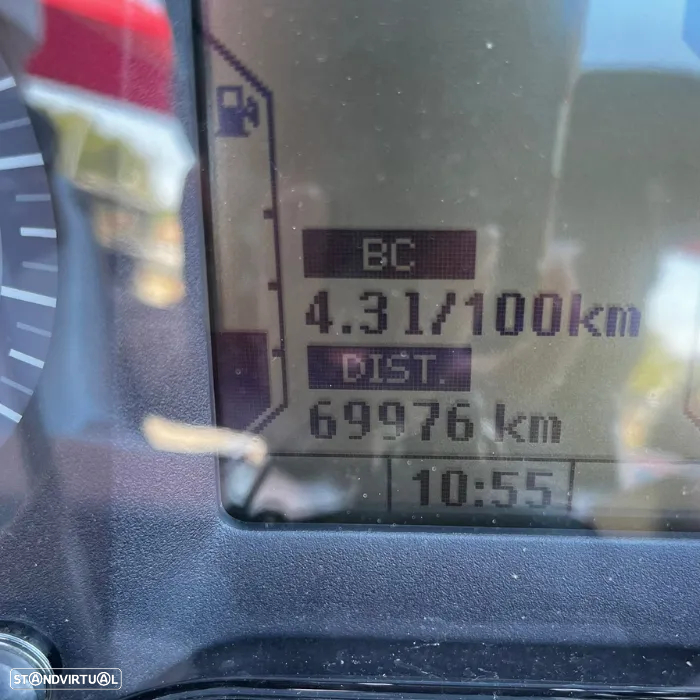 BC
4.3l/100km
DIST.
69976 km
10:55
STANDVIRTUAL